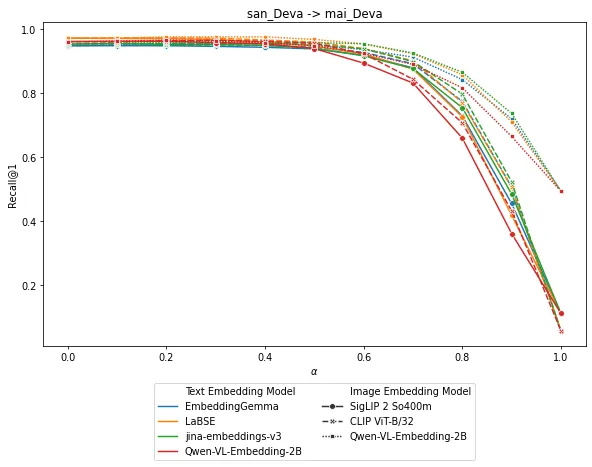 san_Deva -> mai_Deva
Recall@1
1.0
0.8
0.6
0.4
0.2
0.0 0.2 0.4 0.6 0.8 1.0
α
Text Embedding Model
EmbeddingGemma
LaBSE
jina-embeddings-v3
Qwen-VL-Embedding-2B
Image Embedding Model
SigLIP 2 So400m
CLIP ViT-B/32
Qwen-VL-Embedding-2B